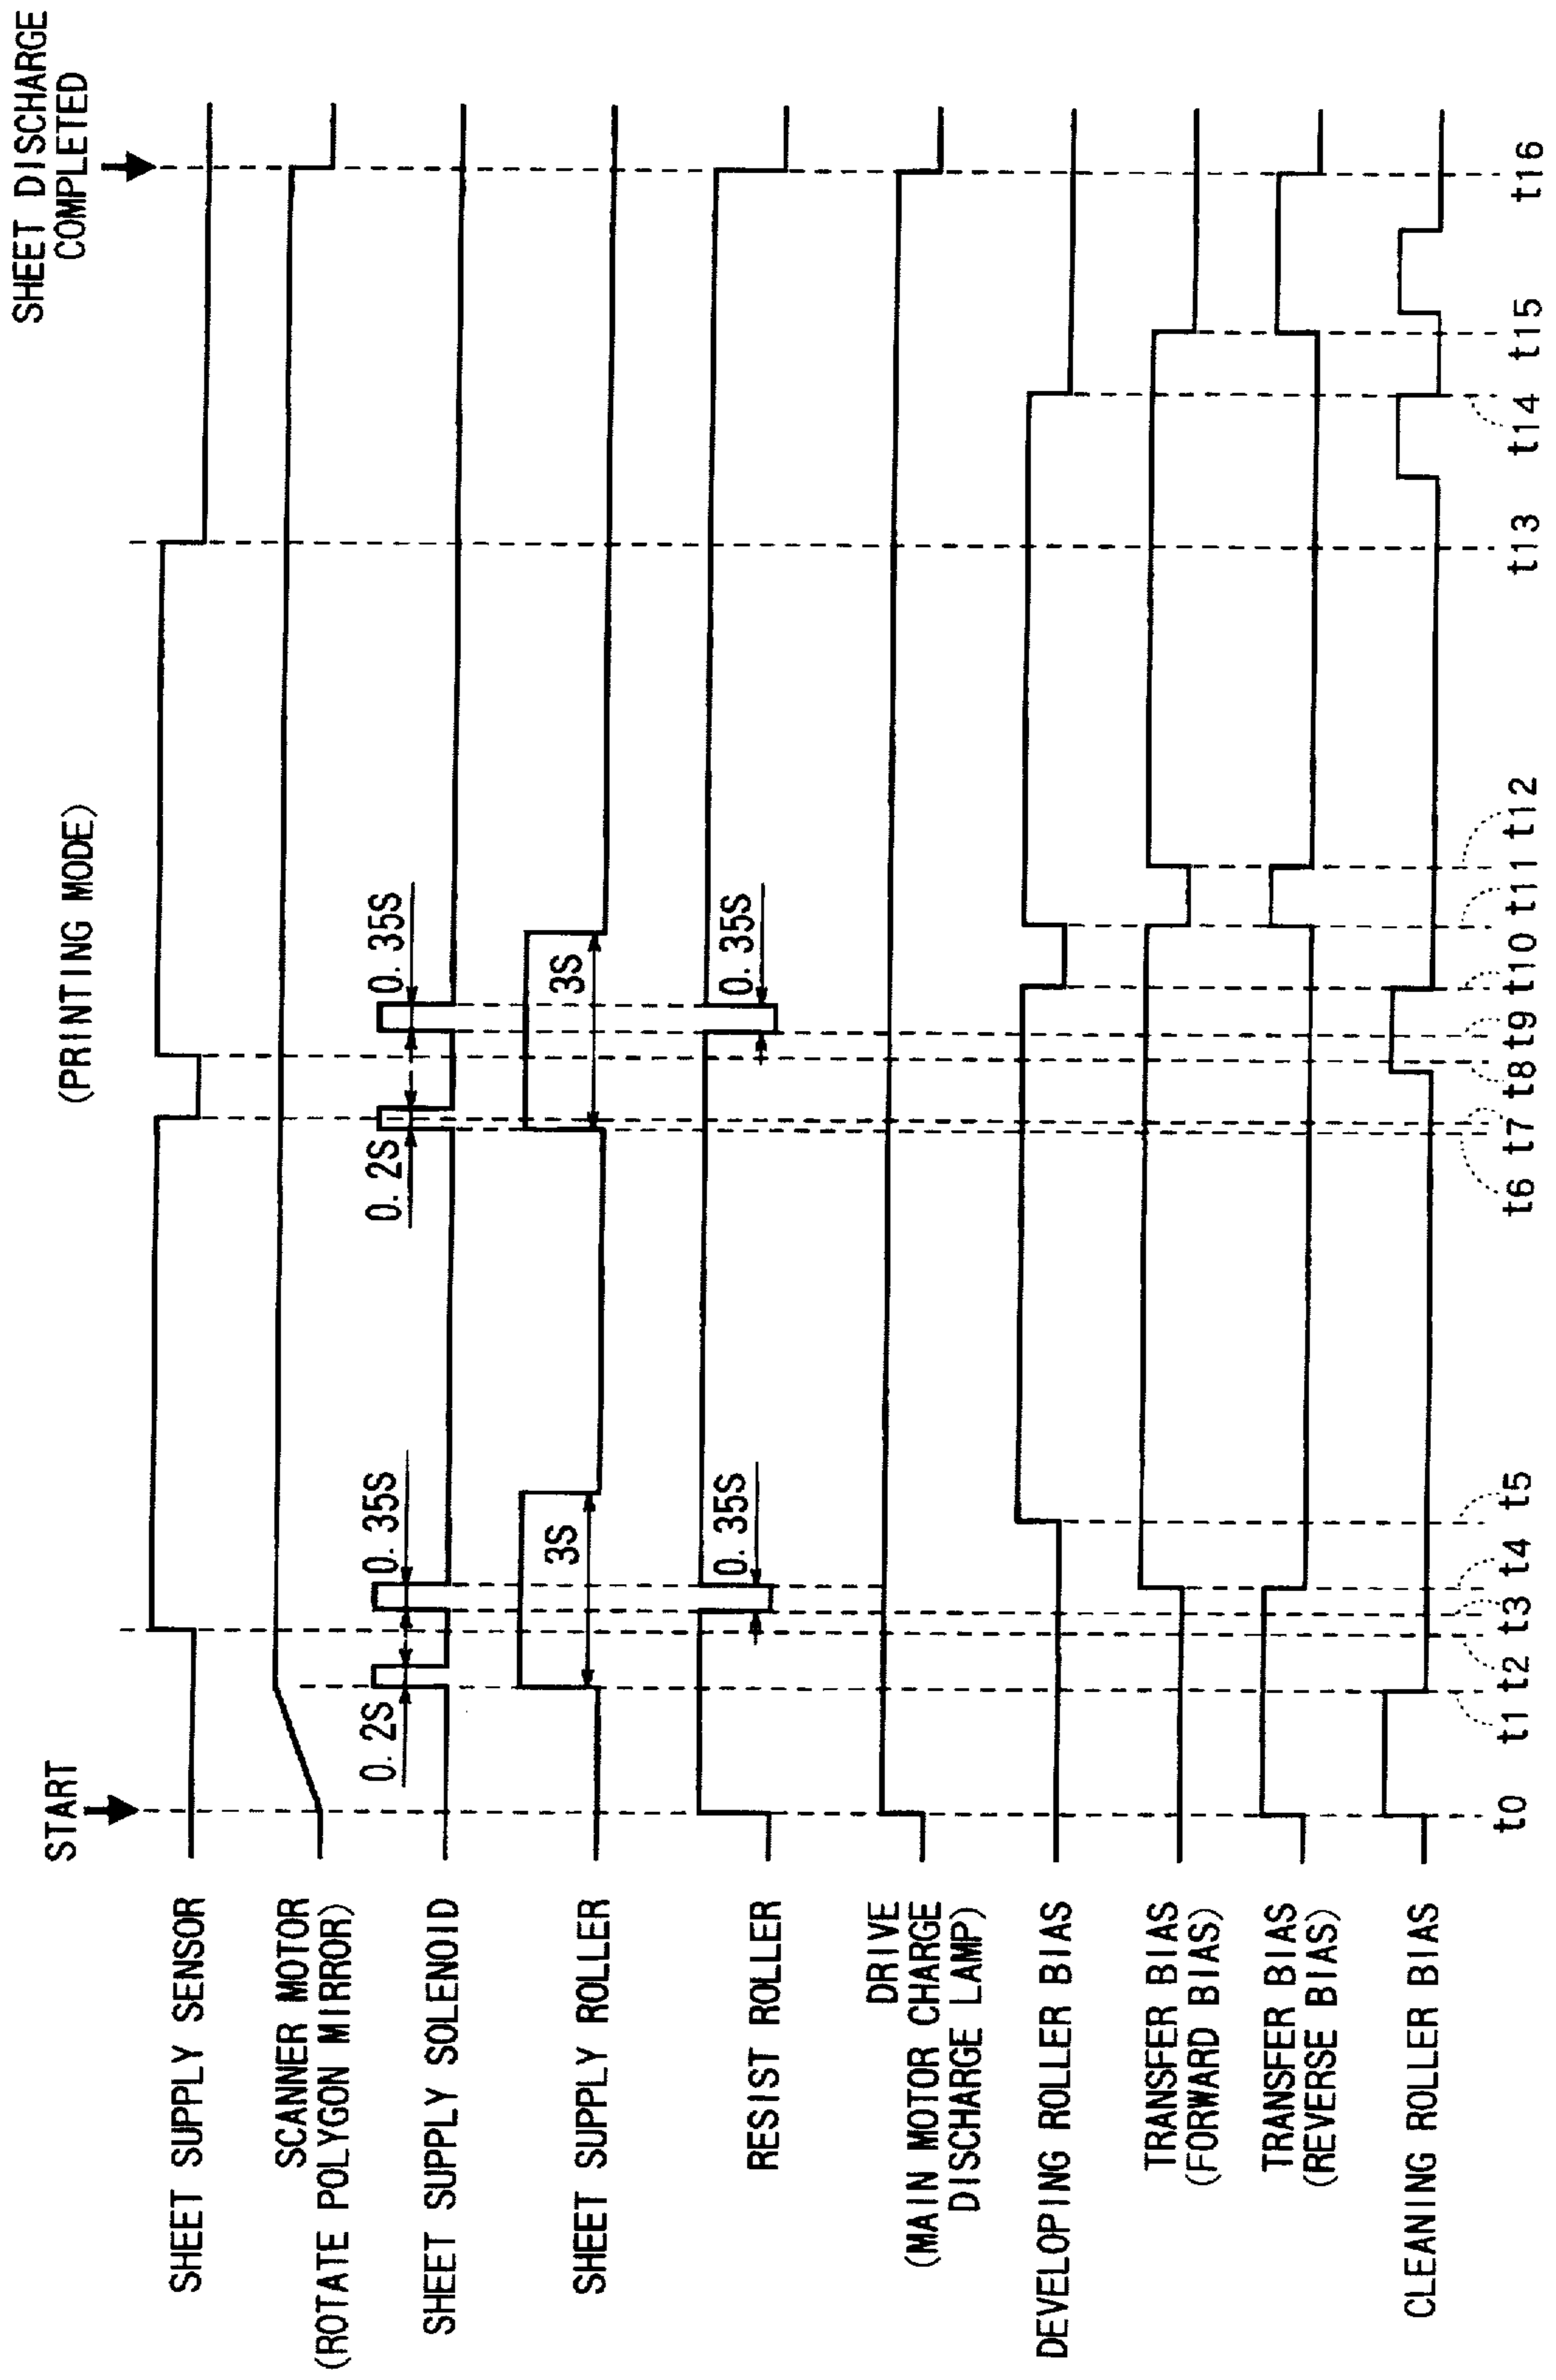 (PRINTING MODE)
START
SHEET DISCHARGE
COMPLETED
SHEET SUPPLY SENSOR
SCANNER MOTOR
(ROTATE POLYGON MIRROR)
SHEET SUPPLY SOLENOID
0. 2S
0. 35S
0. 2S
0. 35S
SHEET SUPPLY ROLLER
3S
3S
RESIST ROLLER
0. 35S
0. 35S
DRIVE
(MAIN MOTOR CHARGE
DISCHARGE LAMP)
DEVELOPING ROLLER BIAS
TRANSFER BIAS
(FORWARD BIAS)
TRANSFER BIAS
(REVERSE BIAS)
CLEANING ROLLER BIAS
t0 t1 t2 t3 t4 t5 t6 t7 t8 t9 t10 t11 t12 t13 t14 t15 t16